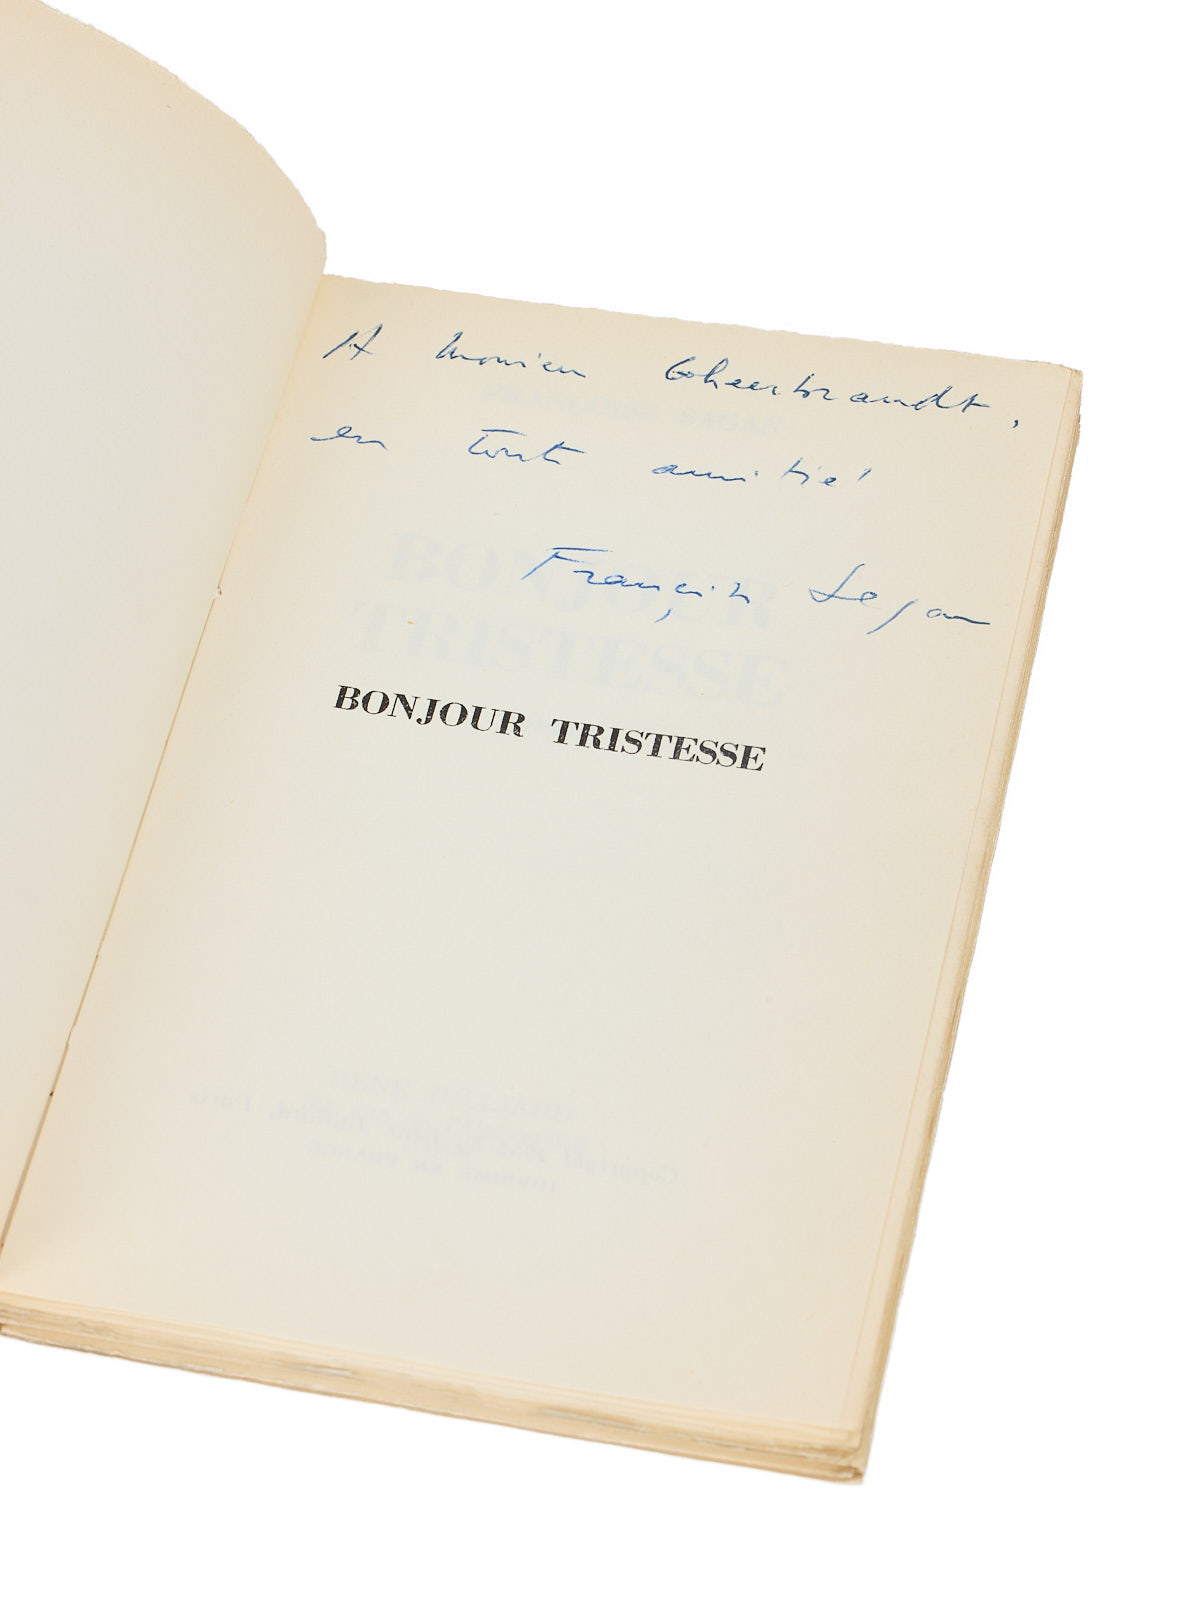 A Monsieur Gheerbrandt,
en toute amitié
Françoise Sagan
BONJOUR TRISTESSE